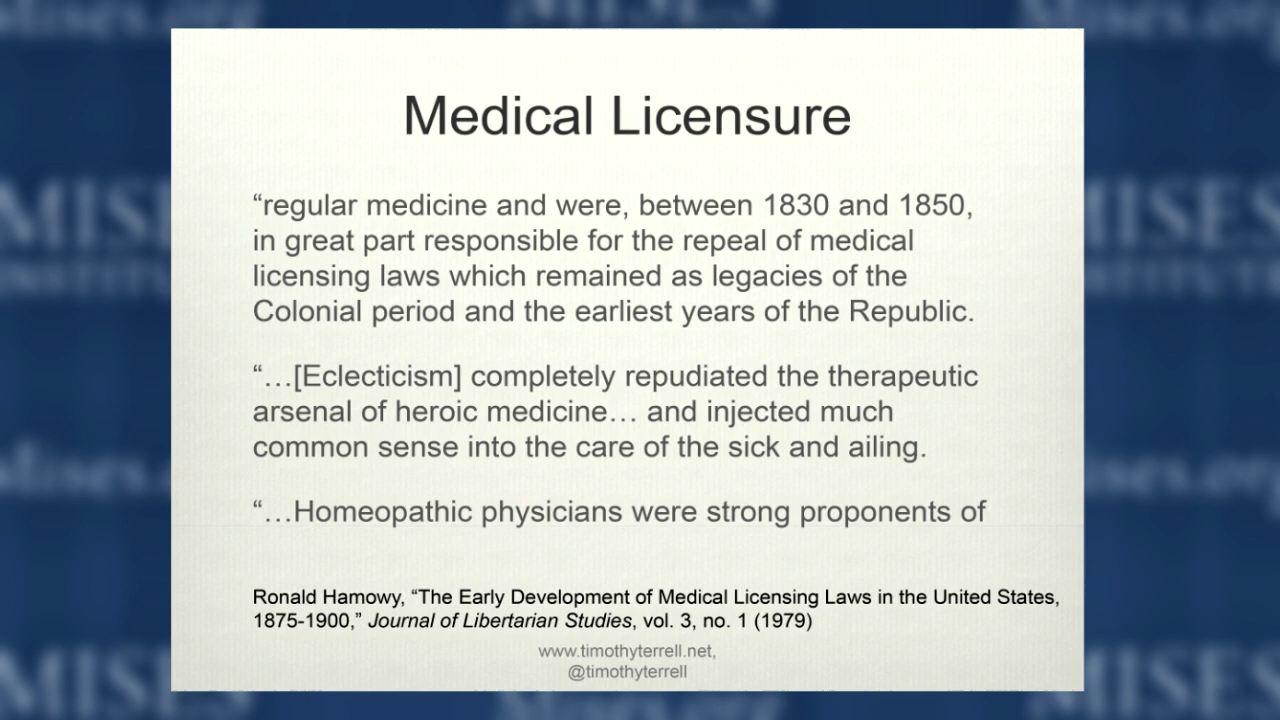 Medical Licensure
“regular medicine and were, between 1830 and 1850,
in great part responsible for the repeal of medical
licensing laws which remained as legacies of the
Colonial period and the earliest years of the Republic.
“…[Eclecticism] completely repudiated the therapeutic
arsenal of heroic medicine… and injected much
common sense into the care of the sick and ailing.
“…Homeopathic physicians were strong proponents of
Ronald Hamowy, “The Early Development of Medical Licensing Laws in the United States,
1875-1900,” Journal of Libertarian Studies, vol. 3, no. 1 (1979)
www.timothyterrell.net,
@timothyterrell